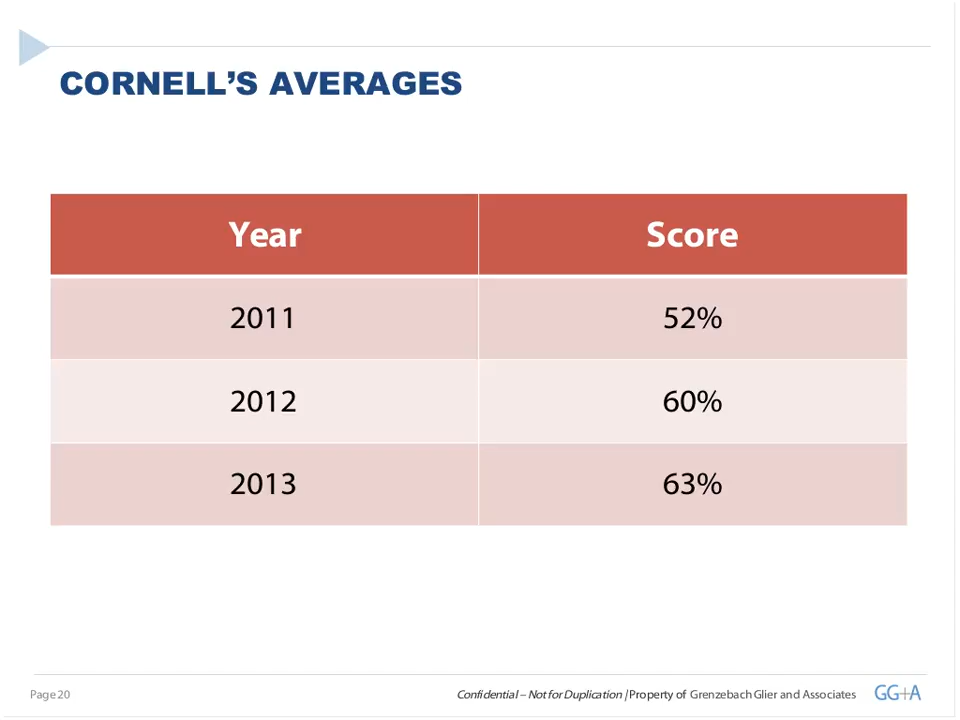 CORNELL’S AVERAGES
Year Score
2011 52%
2012 60%
2013 63%
Page 20 Confidential – Not for Duplication | Property of Grenzebach Glier and Associates GG+A